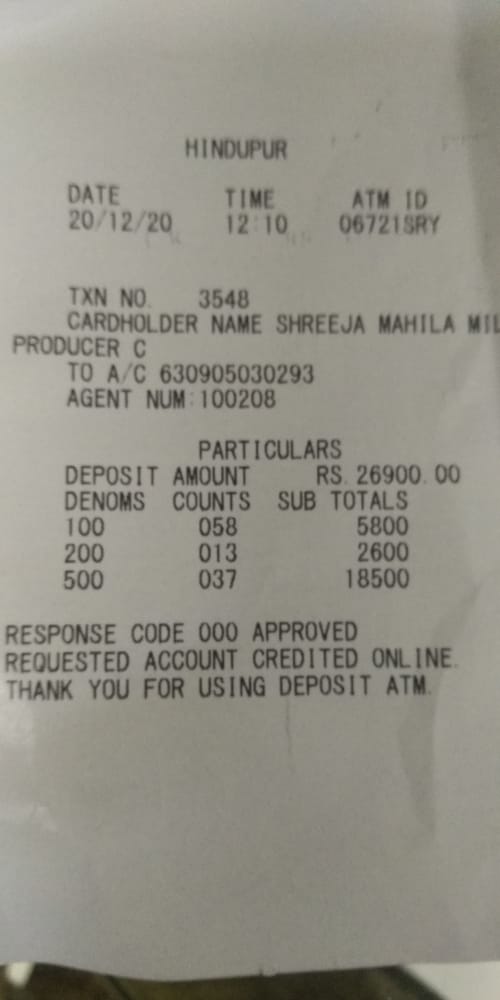 HINDUPUR
DATE TIME ATM ID
20/12/20 12:10 06721SRY
TXN NO. 3548
CARDHOLDER NAME SHREEJA MAHILA MIL
PRODUCER C
TO A/C 630905030293
AGENT NUM:100208
PARTICULARS
DEPOSIT AMOUNT RS. 26900.00
DENOMS COUNTS SUB TOTALS
100 058 5800
200 013 2600
500 037 18500
RESPONSE CODE 000 APPROVED
REQUESTED ACCOUNT CREDITED ONLINE.
THANK YOU FOR USING DEPOSIT ATM.